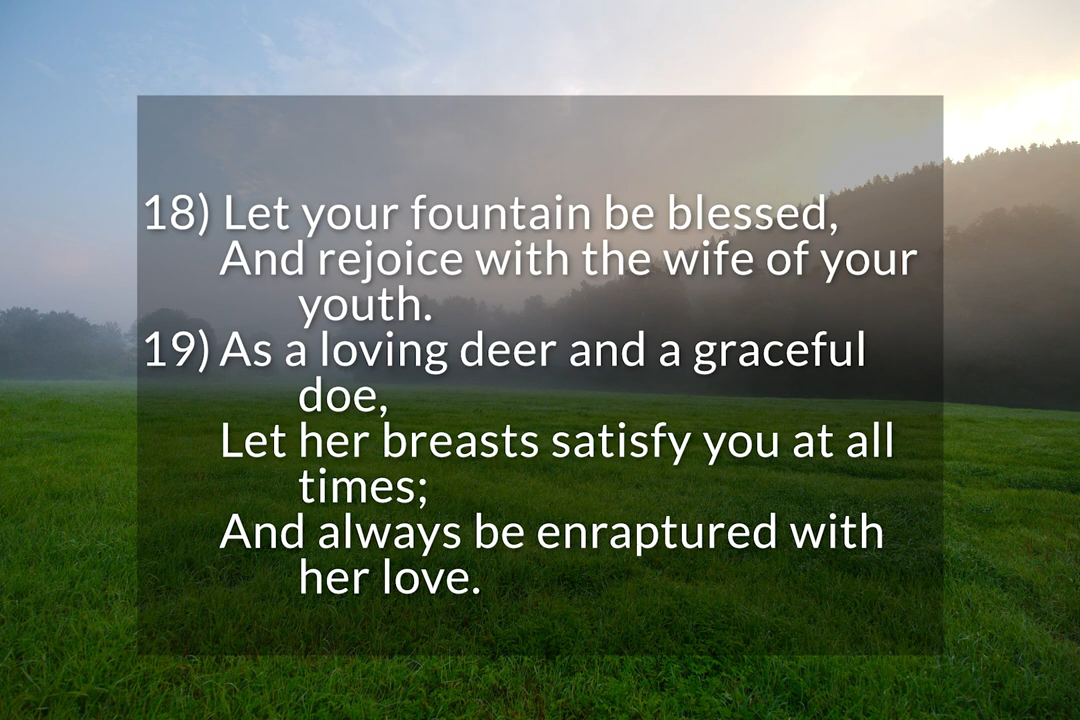 18) Let your fountain be blessed,
And rejoice with the wife of your
youth.
19) As a loving deer and a graceful
doe,
Let her breasts satisfy you at all
times;
And always be enraptured with
her love.